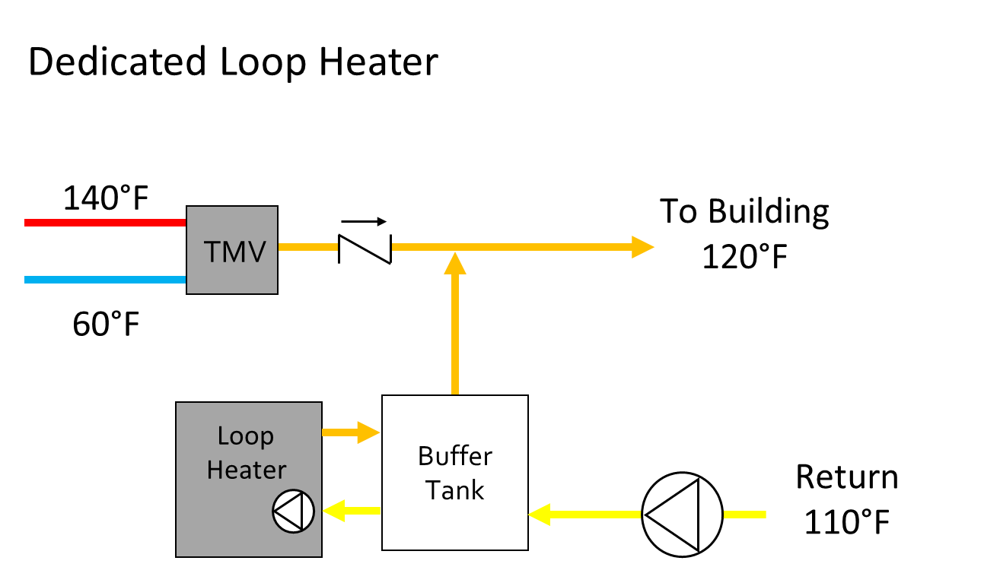 Dedicated Loop Heater
140°F
TMV
60°F
To Building
120°F
Loop
Heater
Buffer
Tank
Return
110°F